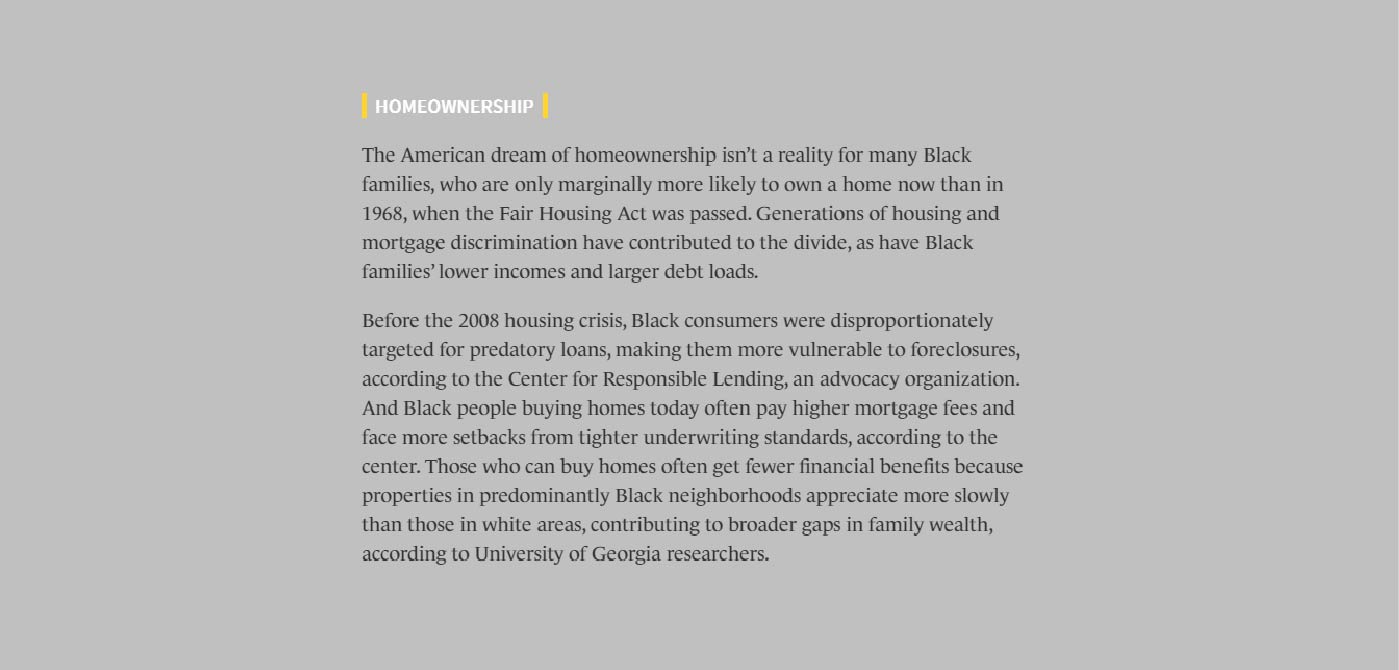 HOMEOWNERSHIP
The American dream of homeownership isn’t a reality for many Black
families, who are only marginally more likely to own a home now than in
1968, when the Fair Housing Act was passed. Generations of housing and
mortgage discrimination have contributed to the divide, as have Black
families’ lower incomes and larger debt loads.
Before the 2008 housing crisis, Black consumers were disproportionately
targeted for predatory loans, making them more vulnerable to foreclosures,
according to the Center for Responsible Lending, an advocacy organization.
And Black people buying homes today often pay higher mortgage fees and
face more setbacks from tighter underwriting standards, according to the
center. Those who can buy homes often get fewer financial benefits because
properties in predominantly Black neighborhoods appreciate more slowly
than those in white areas, contributing to broader gaps in family wealth,
according to University of Georgia researchers.